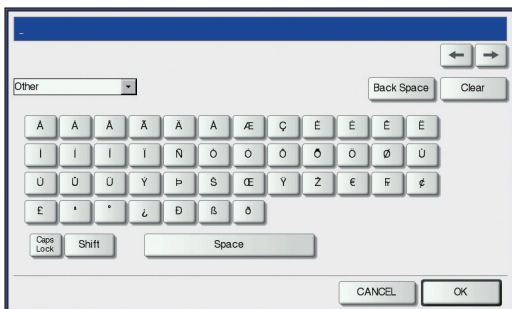 _
← →
Other Back Space Clear
À Á Â Ã Ä Å Æ Ç È É Ê Ë
Ì Í Î Ï Ñ Ò Ó Ô Õ Ö Ø Ù
Ú Û Ü Ý Þ Š Œ Ÿ Ž € ₣ ¢
£ ª ° ¿ Ð ß ð
Caps Lock Shift Space
CANCEL OK